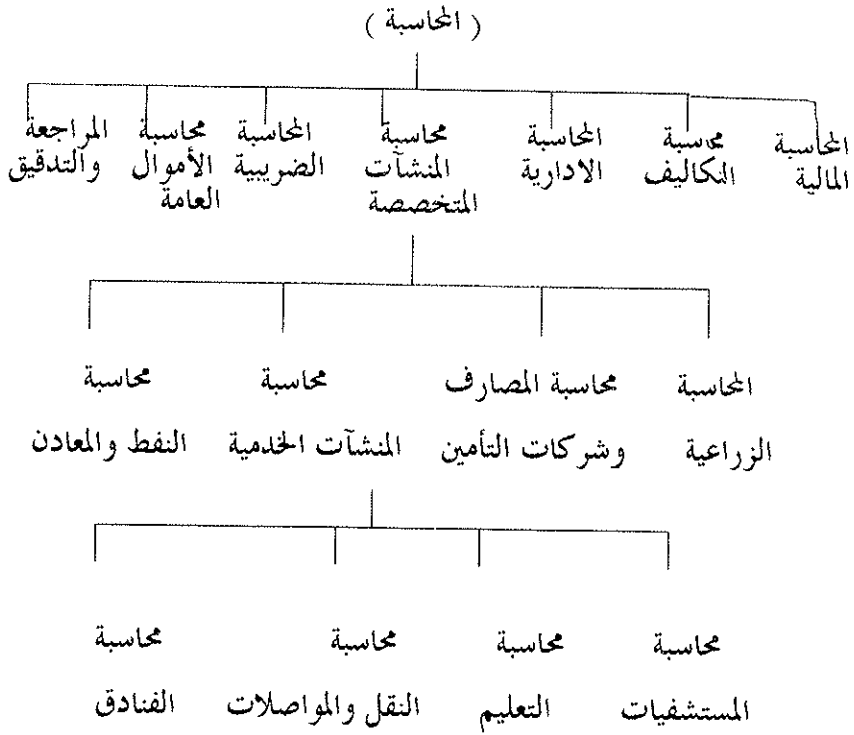 ( المحاسبة )
المحاسبة
المالية
محاسبة
التكاليف
المحاسبة
الادارية
محاسبة
المنشآت
المتخصصة
المحاسبة
الضريبية
محاسبة
الأموال
العامة
المراجعة
والتدقيق
المحاسبة
الزراعية
محاسبة المصارف
وشركات التأمين
محاسبة
المنشآت الخدمية
محاسبة
النفط والمعادن
محاسبة
المستشفيات
محاسبة
التعليم
محاسبة
النقل والمواصلات
محاسبة
الفنادق